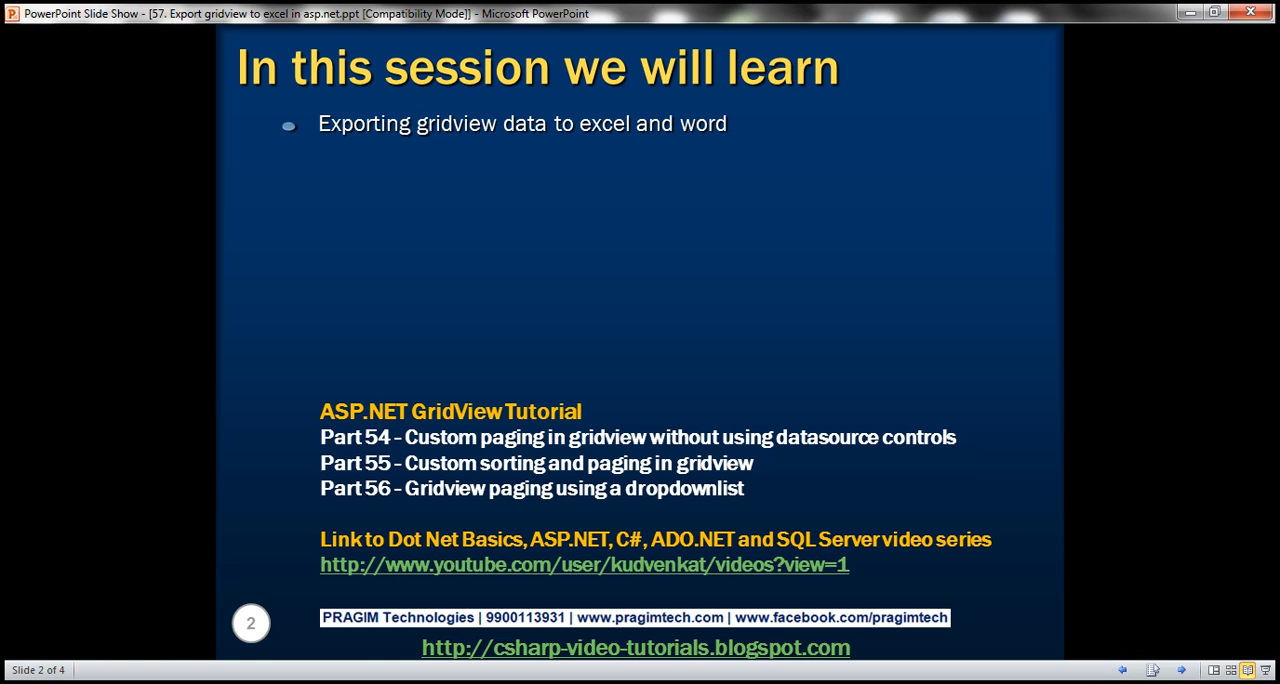 PowerPoint Slide Show - [57. Export gridview to excel in asp.net.ppt [Compatibility Mode]] - Microsoft PowerPoint
In this session we will learn
Exporting gridview data to excel and word
ASP.NET GridView Tutorial
Part 54 - Custom paging in gridview without using datasource controls
Part 55 - Custom sorting and paging in gridview
Part 56 - Gridview paging using a dropdownlist
Link to Dot Net Basics, ASP.NET, C#, ADO.NET and SQL Server video series
http://www.youtube.com/user/kudvenkat/videos?view=1
2
PRAGIM Technologies | 9900113931 | www.pragimtech.com | www.facebook.com/pragimtech
http://csharp-video-tutorials.blogspot.com
Slide 2 of 4